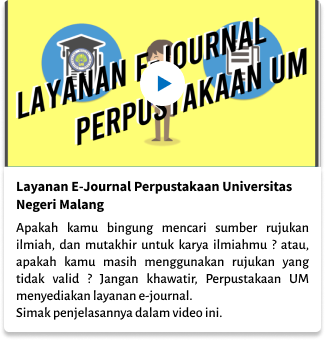 LAYANAN E-JOURNAL
PERPUSTAKAAN UM
Layanan E-Journal Perpustakaan Universitas
Negeri Malang
Apakah kamu bingung mencari sumber rujukan
ilmiah, dan mutakhir untuk karya ilmiahmu ? atau,
apakah kamu masih menggunakan rujukan yang
tidak valid ? Jangan khawatir, Perpustakaan UM
menyediakan layanan e-journal.
Simak penjelasannya dalam video ini.